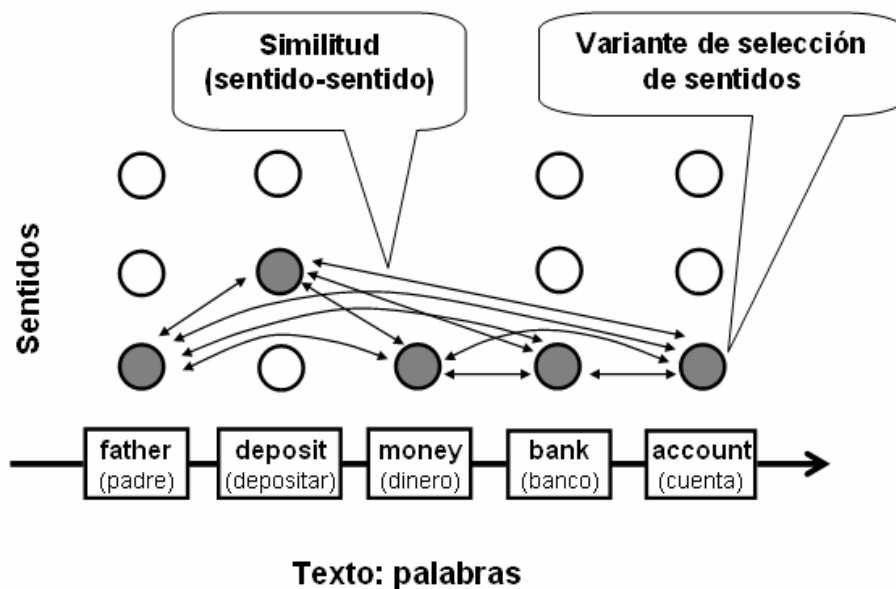 Similitud
(sentido-sentido)
Variante de selección
de sentidos
Sentidos
father
(padre)
deposit
(depositar)
money
(dinero)
bank
(banco)
account
(cuenta)
Texto: palabras